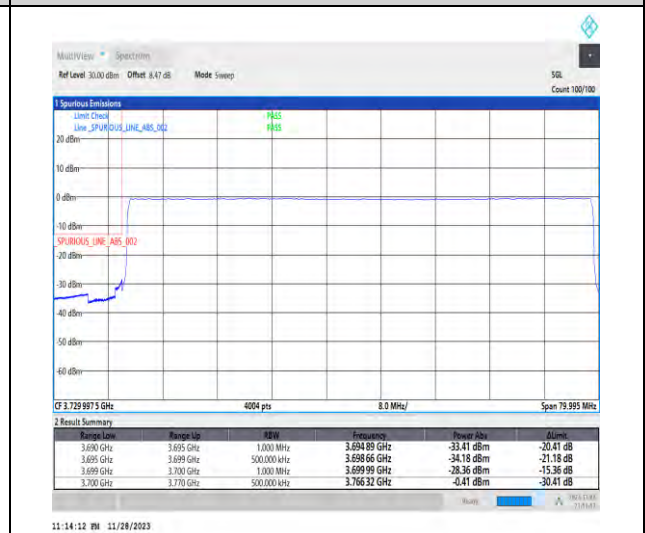 MultiView Spectrum
Ref Level 30.00 dBm Offset 8.47 dB Mode Sweep SGL
Count 100/100
1 Spurious Emissions
Limit Check PASS
Line _SPURIOUS_LINE_ABS_002 PASS
20 dBm
10 dBm
0 dBm
-10 dBm
_SPURIOUS_LINE_ABS_002
-20 dBm
-30 dBm
-40 dBm
-50 dBm
-60 dBm
CF 3.729 997 5 GHz 4004 pts 8.0 MHz/ Span 79.995 MHz
2 Result Summary
Range Low Range Up RBW Frequency Power Abs ΔLimit
3.690 GHz 3.695 GHz 1.000 MHz 3.694 89 GHz -33.41 dBm -20.41 dB
3.695 GHz 3.699 GHz 500.000 kHz 3.698 66 GHz -34.18 dBm -21.18 dB
3.699 GHz 3.700 GHz 1.000 MHz 3.699 99 GHz -28.36 dBm -15.36 dB
3.700 GHz 3.770 GHz 500.000 kHz 3.766 32 GHz -0.41 dBm -30.41 dB
Ready
11:14:12 PM 11/28/2023